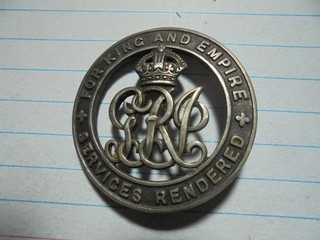 FOR KING AND EMPIRE
GRI
SERVICES RENDERED